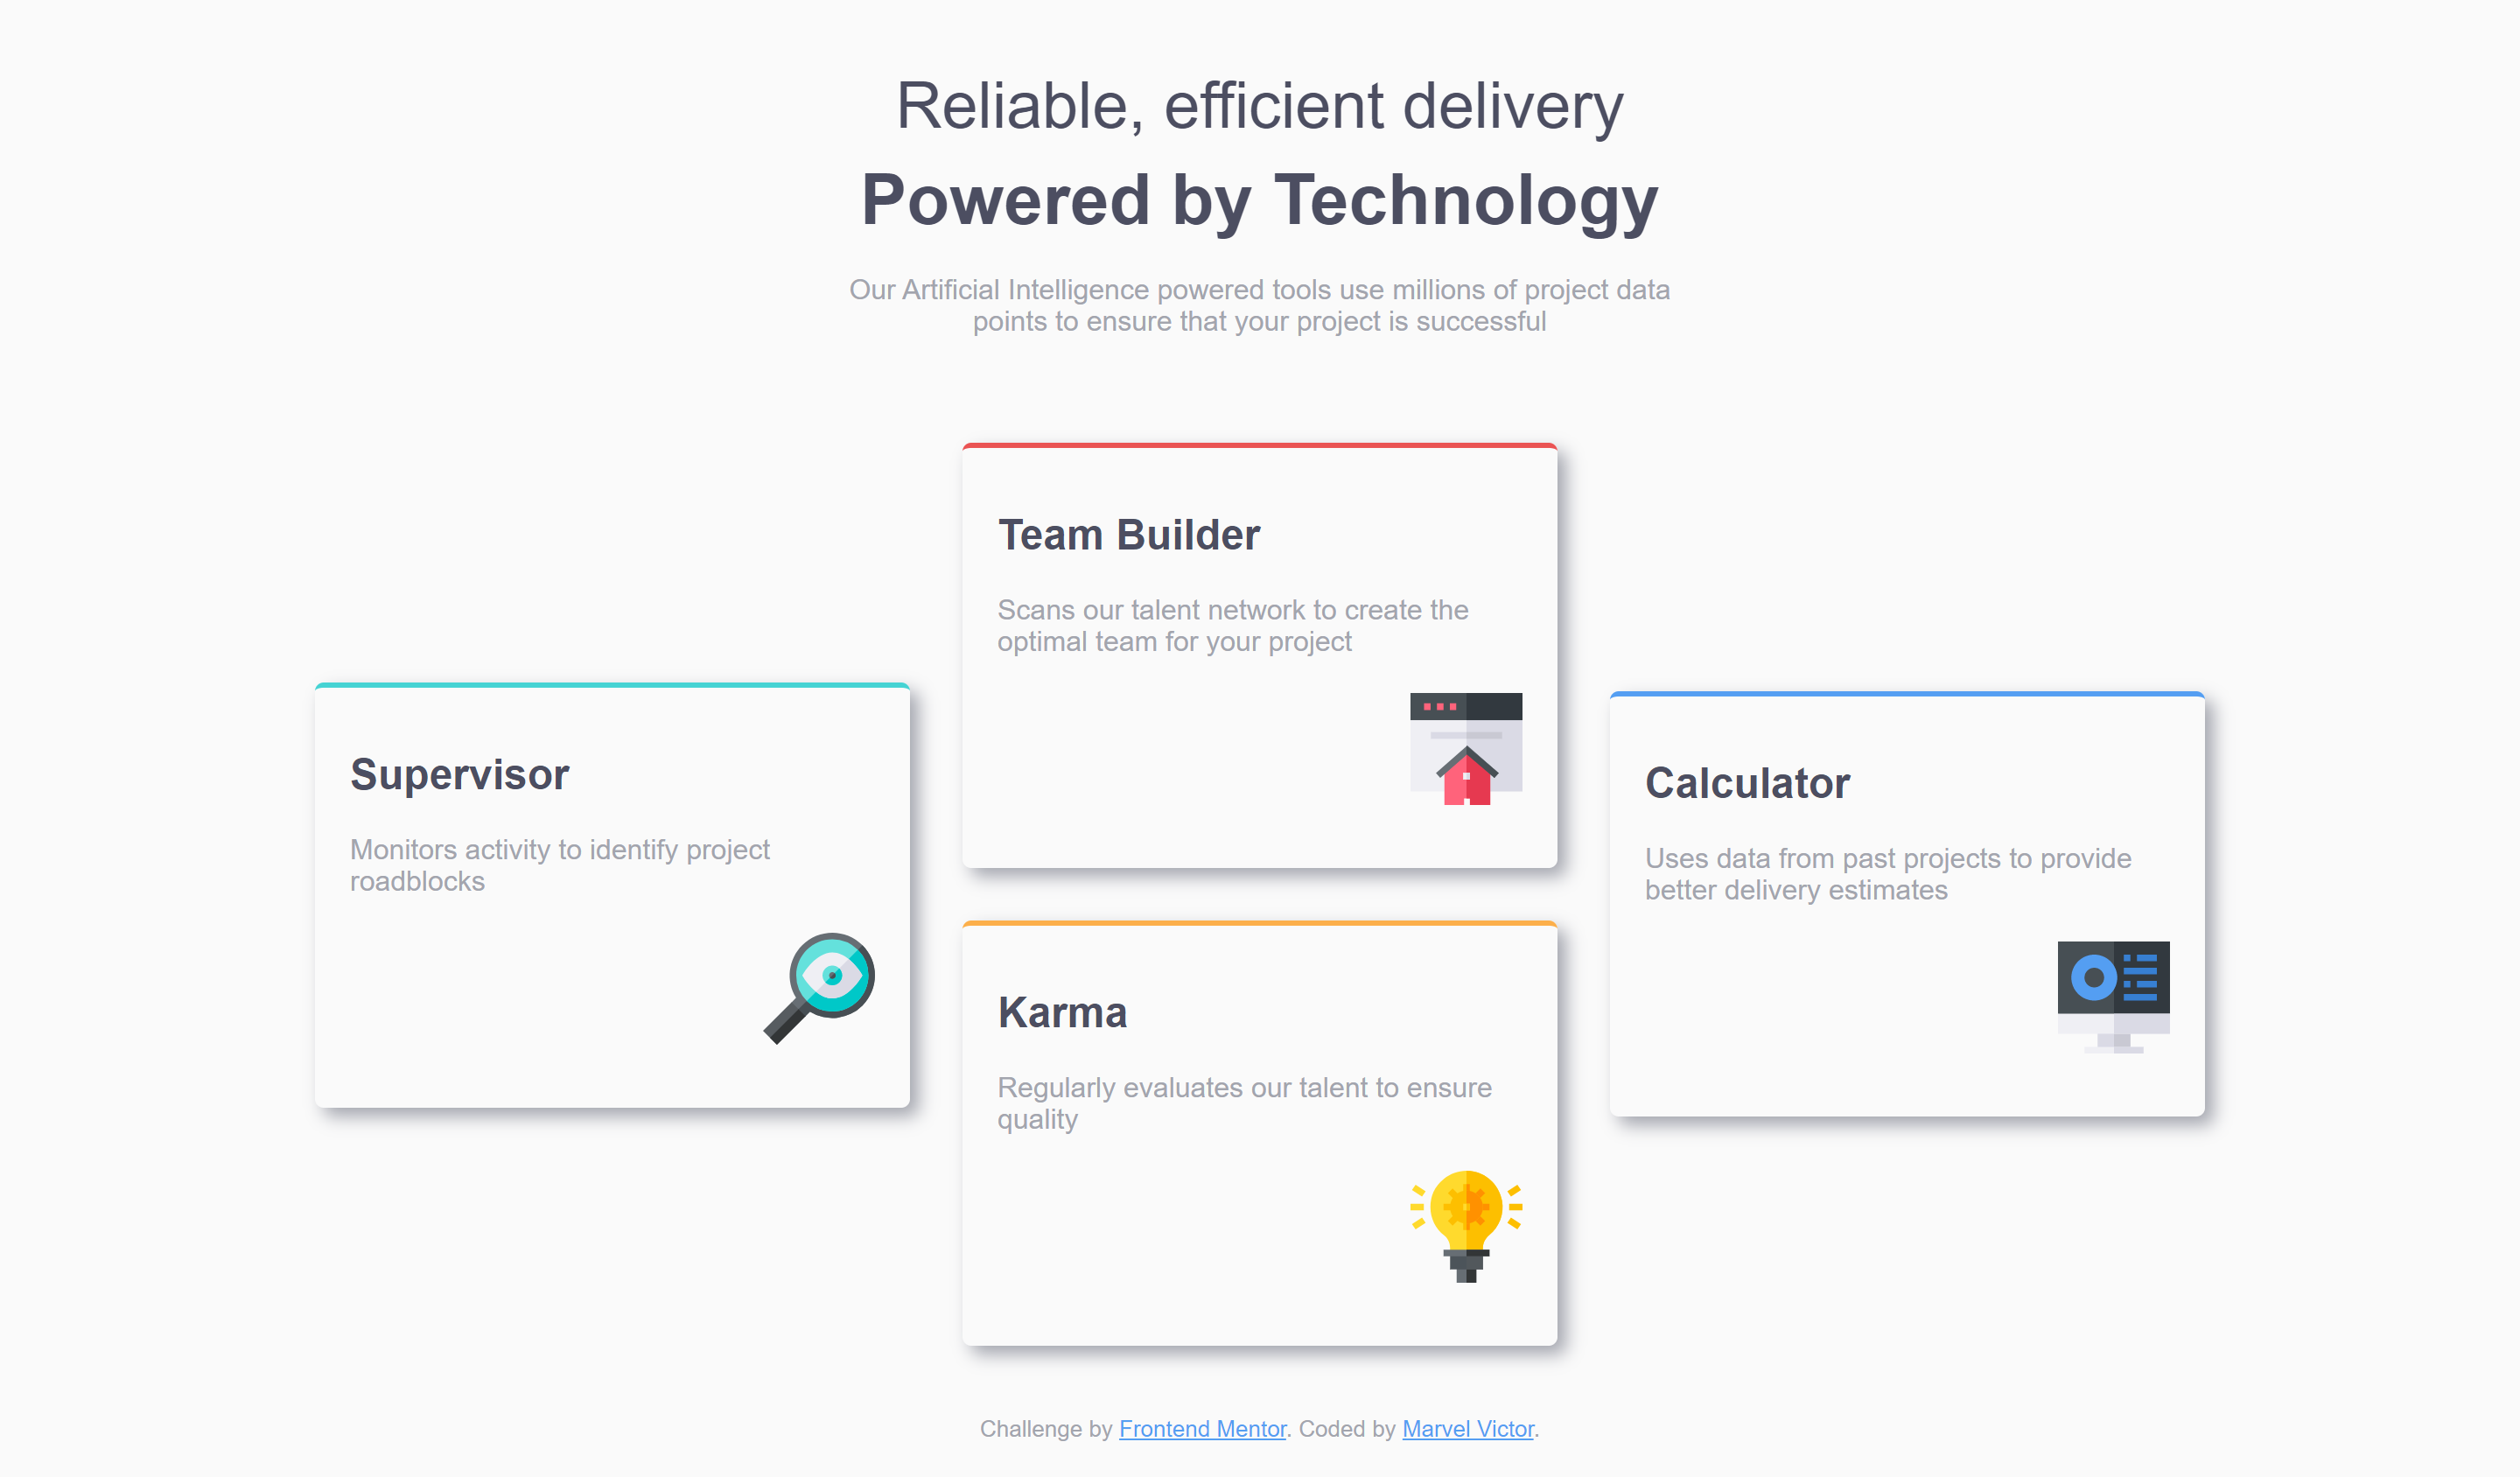 Reliable, efficient delivery
Powered by Technology
Our Artificial Intelligence powered tools use millions of project data
points to ensure that your project is successful
Supervisor
Monitors activity to identify project
roadblocks
Team Builder
Scans our talent network to create the
optimal team for your project
Karma
Regularly evaluates our talent to ensure
quality
Calculator
Uses data from past projects to provide
better delivery estimates
Challenge by Frontend Mentor. Coded by Marvel Victor.